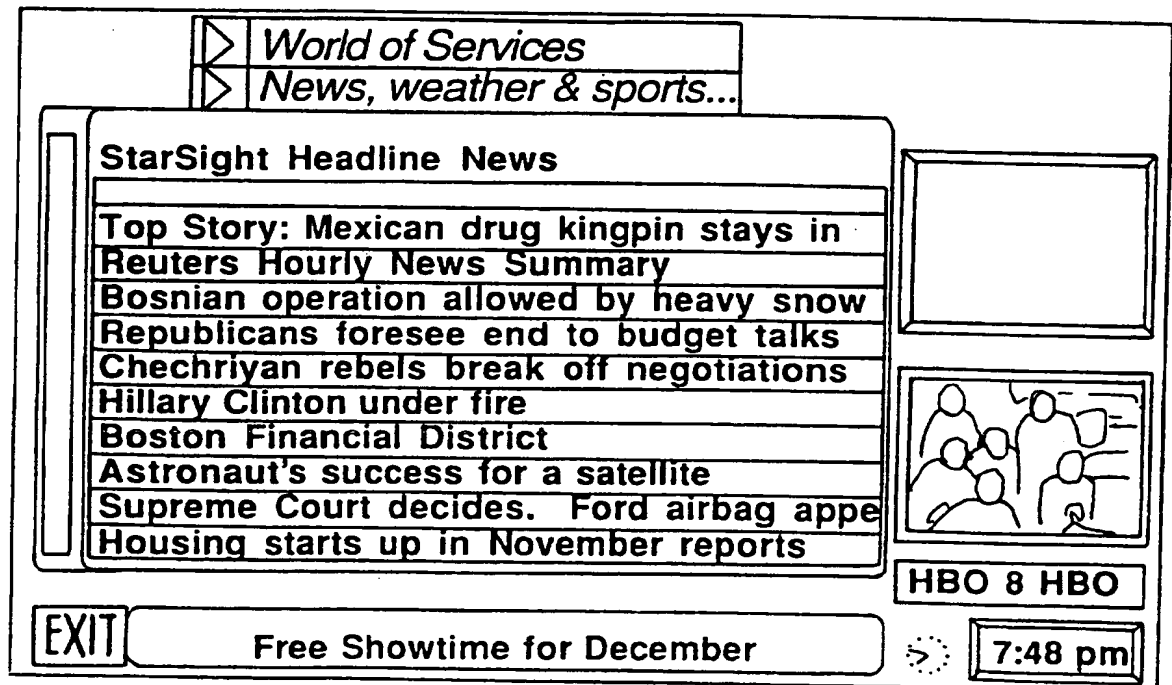 World of Services
News, weather & sports...
StarSight Headline News
Top Story: Mexican drug kingpin stays in
Reuters Hourly News Summary
Bosnian operation allowed by heavy snow
Republicans foresee end to budget talks
Chechriyan rebels break off negotiations
Hillary Clinton under fire
Boston Financial District
Astronaut's success for a satellite
Supreme Court decides. Ford airbag appe
Housing starts up in November reports
HBO 8 HBO
EXIT
Free Showtime for December
7:48 pm